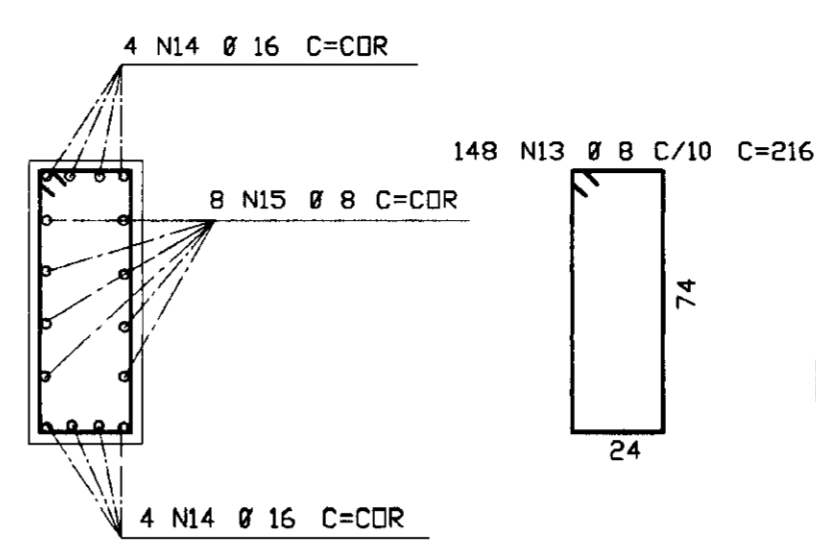 4 N14 Ø 16 C=COR
148 N13 Ø 8 C/10 C=216
8 N15 Ø 8 C=COR
74
24
4 N14 Ø 16 C=COR